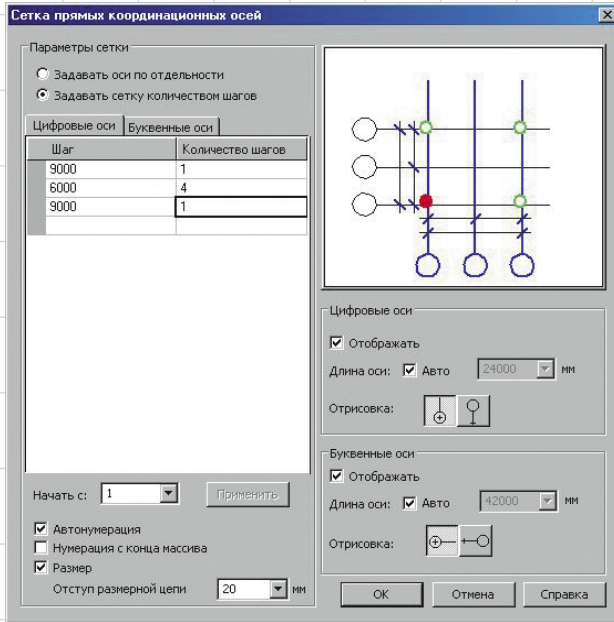 Сетка прямых координационных осей
Параметры сетки
Задавать оси по отдельности
Задавать сетку количеством шагов
Цифровые оси Буквенные оси
Шаг Количество шагов
9000 1
6000 4
9000 1
Начать с: 1 Применить
Автонумерация
Нумерация с конца массива
Размер
Отступ размерной цепи 20 мм
Цифровые оси
Отображать
Длина оси: Авто 24000 мм
Отрисовка:
Буквенные оси
Отображать
Длина оси: Авто 42000 мм
Отрисовка:
ОК Отмена Справка